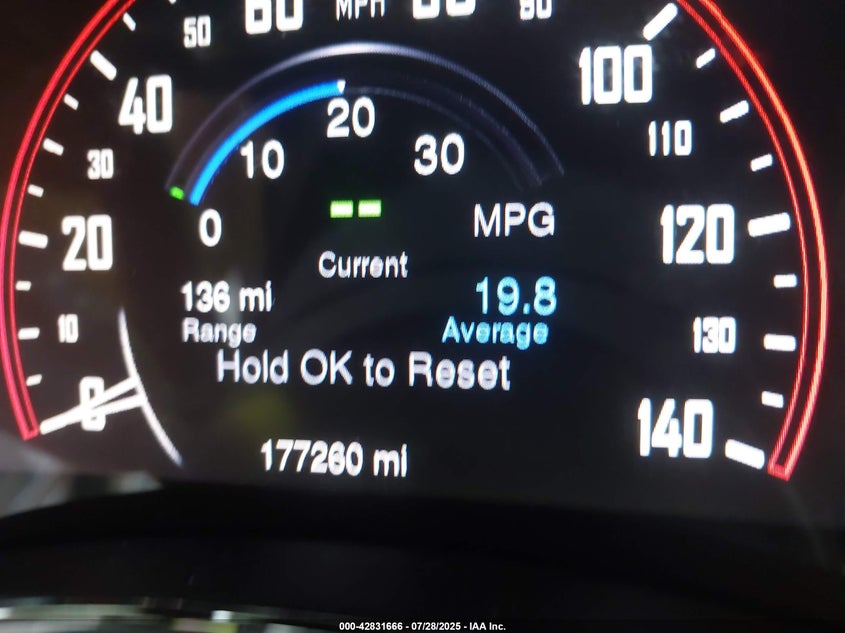 60 MPH 80
50 90
40 100
20
30 10 30 110
20 0 MPG 120
-- 
Current
136 mi 19.8
10 Range Average 130
Hold OK to Reset
0 140
177260 mi
000-42831666 - 07/28/2025 - IAA Inc.